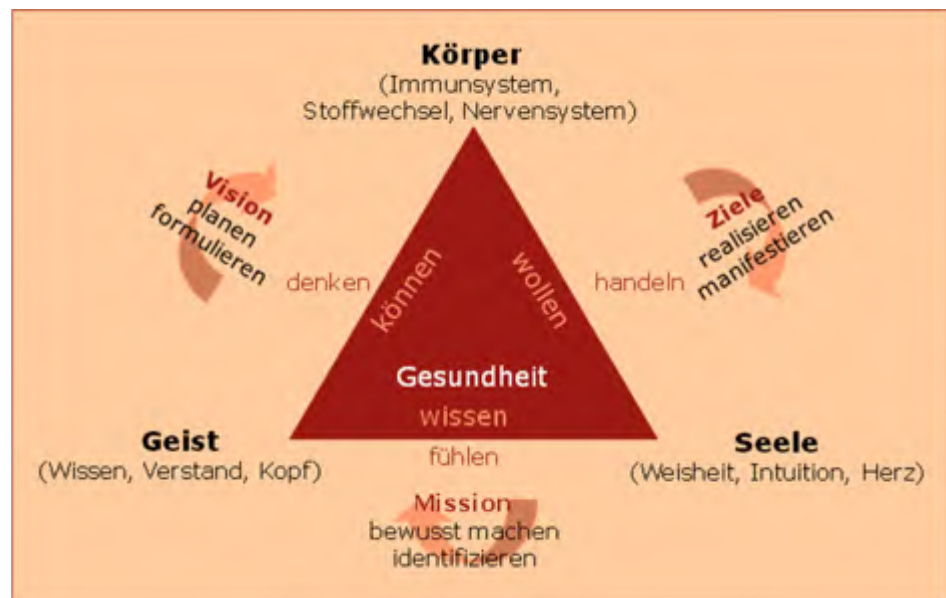 Körper
(Immunsystem,
Stoffwechsel, Nervensystem)
Vision
planen
formulieren
Ziele
realisieren
manifestieren
denken
können
wollen
handeln
Gesundheit
wissen
fühlen
Geist
(Wissen, Verstand, Kopf)
Seele
(Weisheit, Intuition, Herz)
Mission
bewusst machen
identifizieren